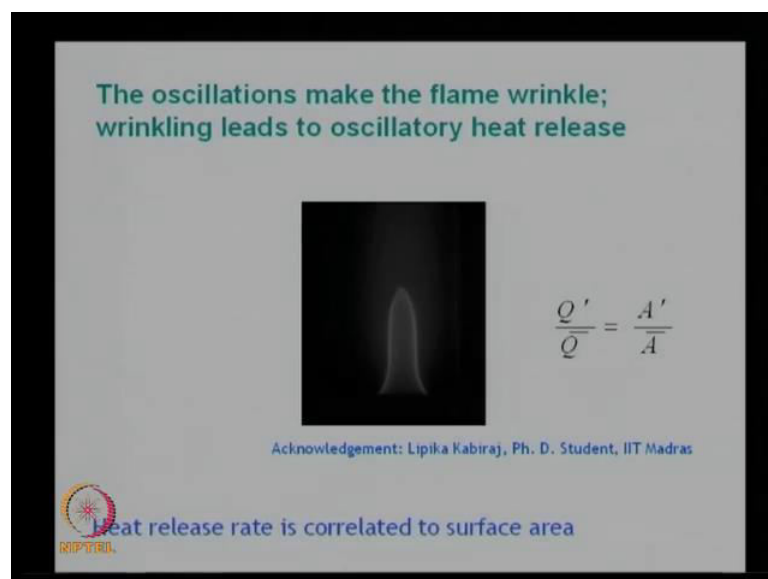 The oscillations make the flame wrinkle;
wrinkling leads to oscillatory heat release
Q ′ / Q̅ = A ′ / A̅
Acknowledgement: Lipika Kabiraj, Ph. D. Student, IIT Madras
Heat release rate is correlated to surface area
NPTEL